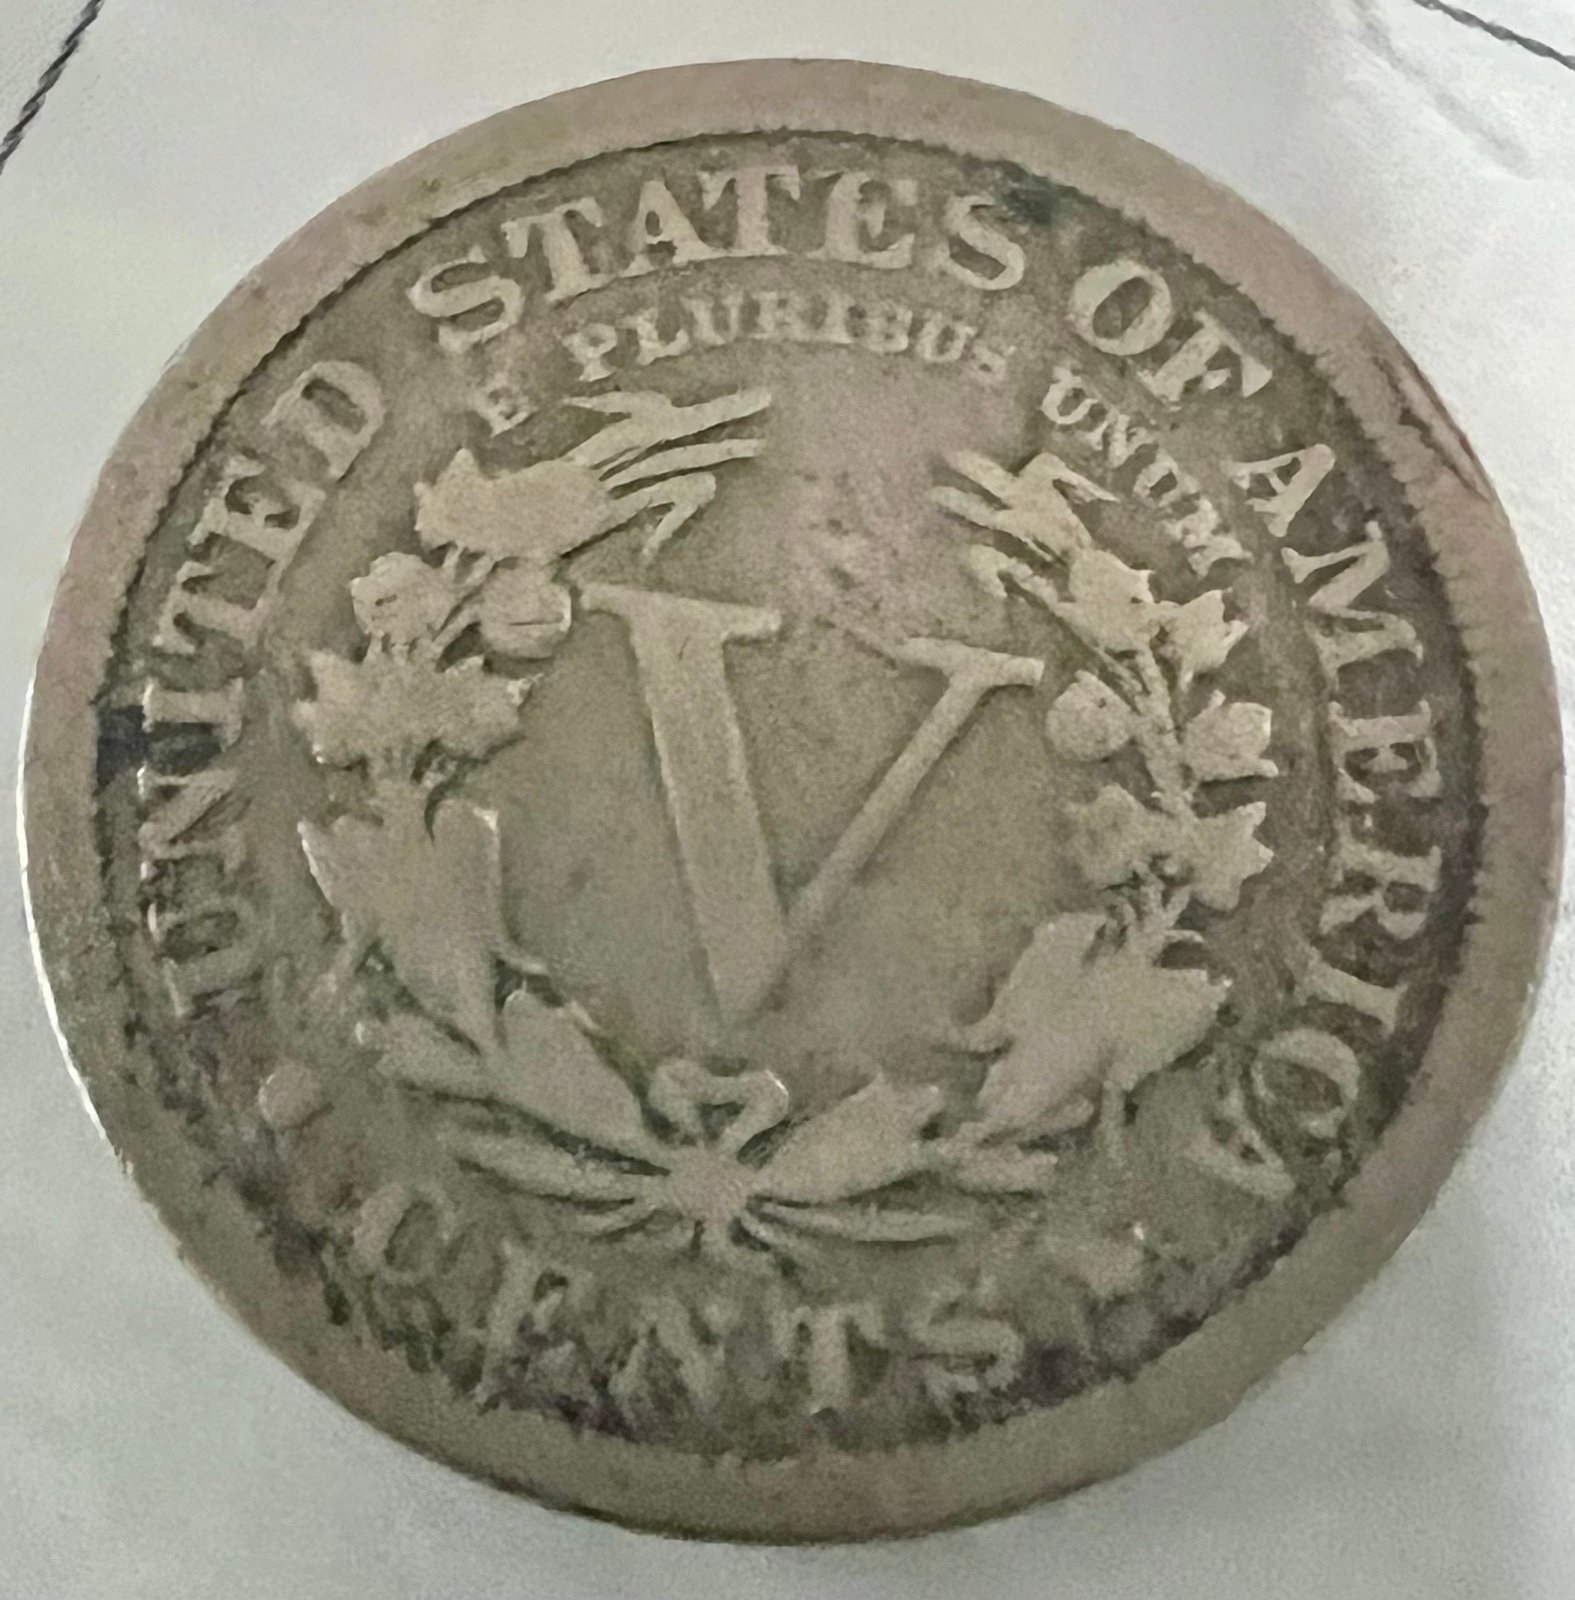 UNITED STATES OF AMERICA
E PLURIBUS UNUM
V
CENTS